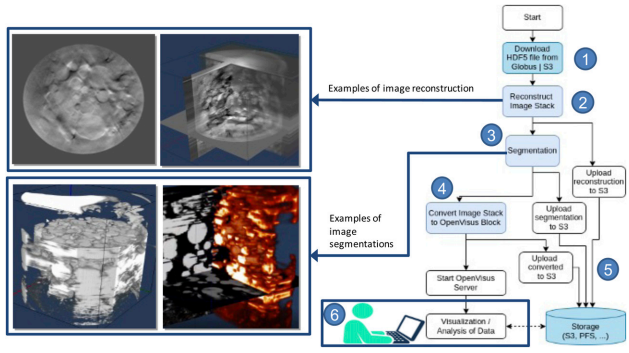 Start
Download
HDF5 file from
Globus | S3
1
Examples of image reconstruction
Reconstruct
Image Stack
2
3
Segmentation
Upload
reconstruction
to S3
4
Convert Image Stack
to OpenVisus Block
Upload
segmentation
to S3
Examples of
image
segmentations
Upload
converted
to S3
5
Start OpenVisus
Server
6
Visualization /
Analysis of Data
Storage
(S3, PFS, ...)